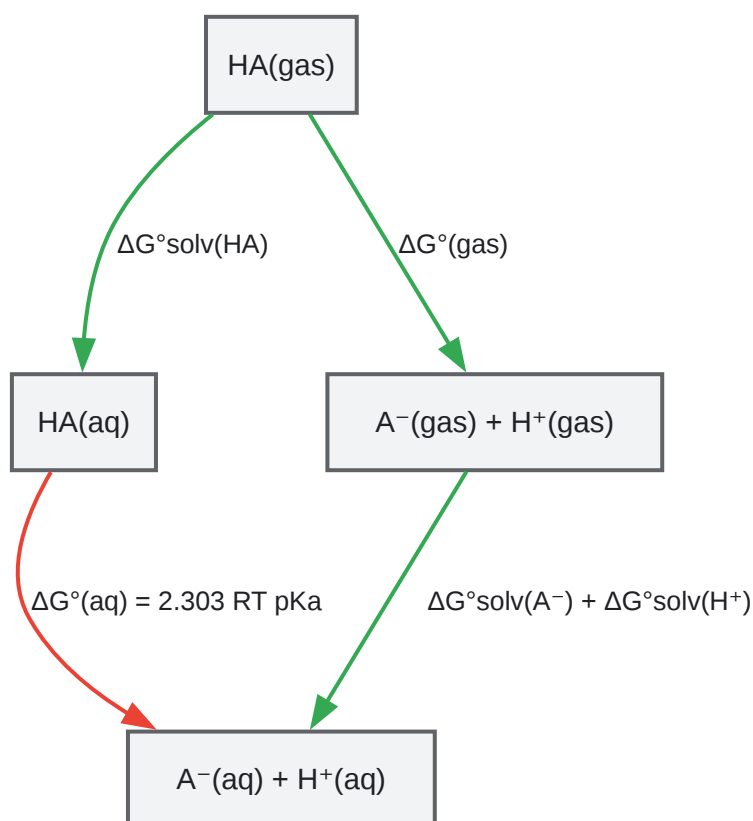 HA(gas)
ΔG°solv(HA)
ΔG°(gas)
HA(aq)
A⁻(gas) + H⁺(gas)
ΔG°(aq) = 2.303 RT pKa
ΔG°solv(A⁻) + ΔG°solv(H⁺)
A⁻(aq) + H⁺(aq)